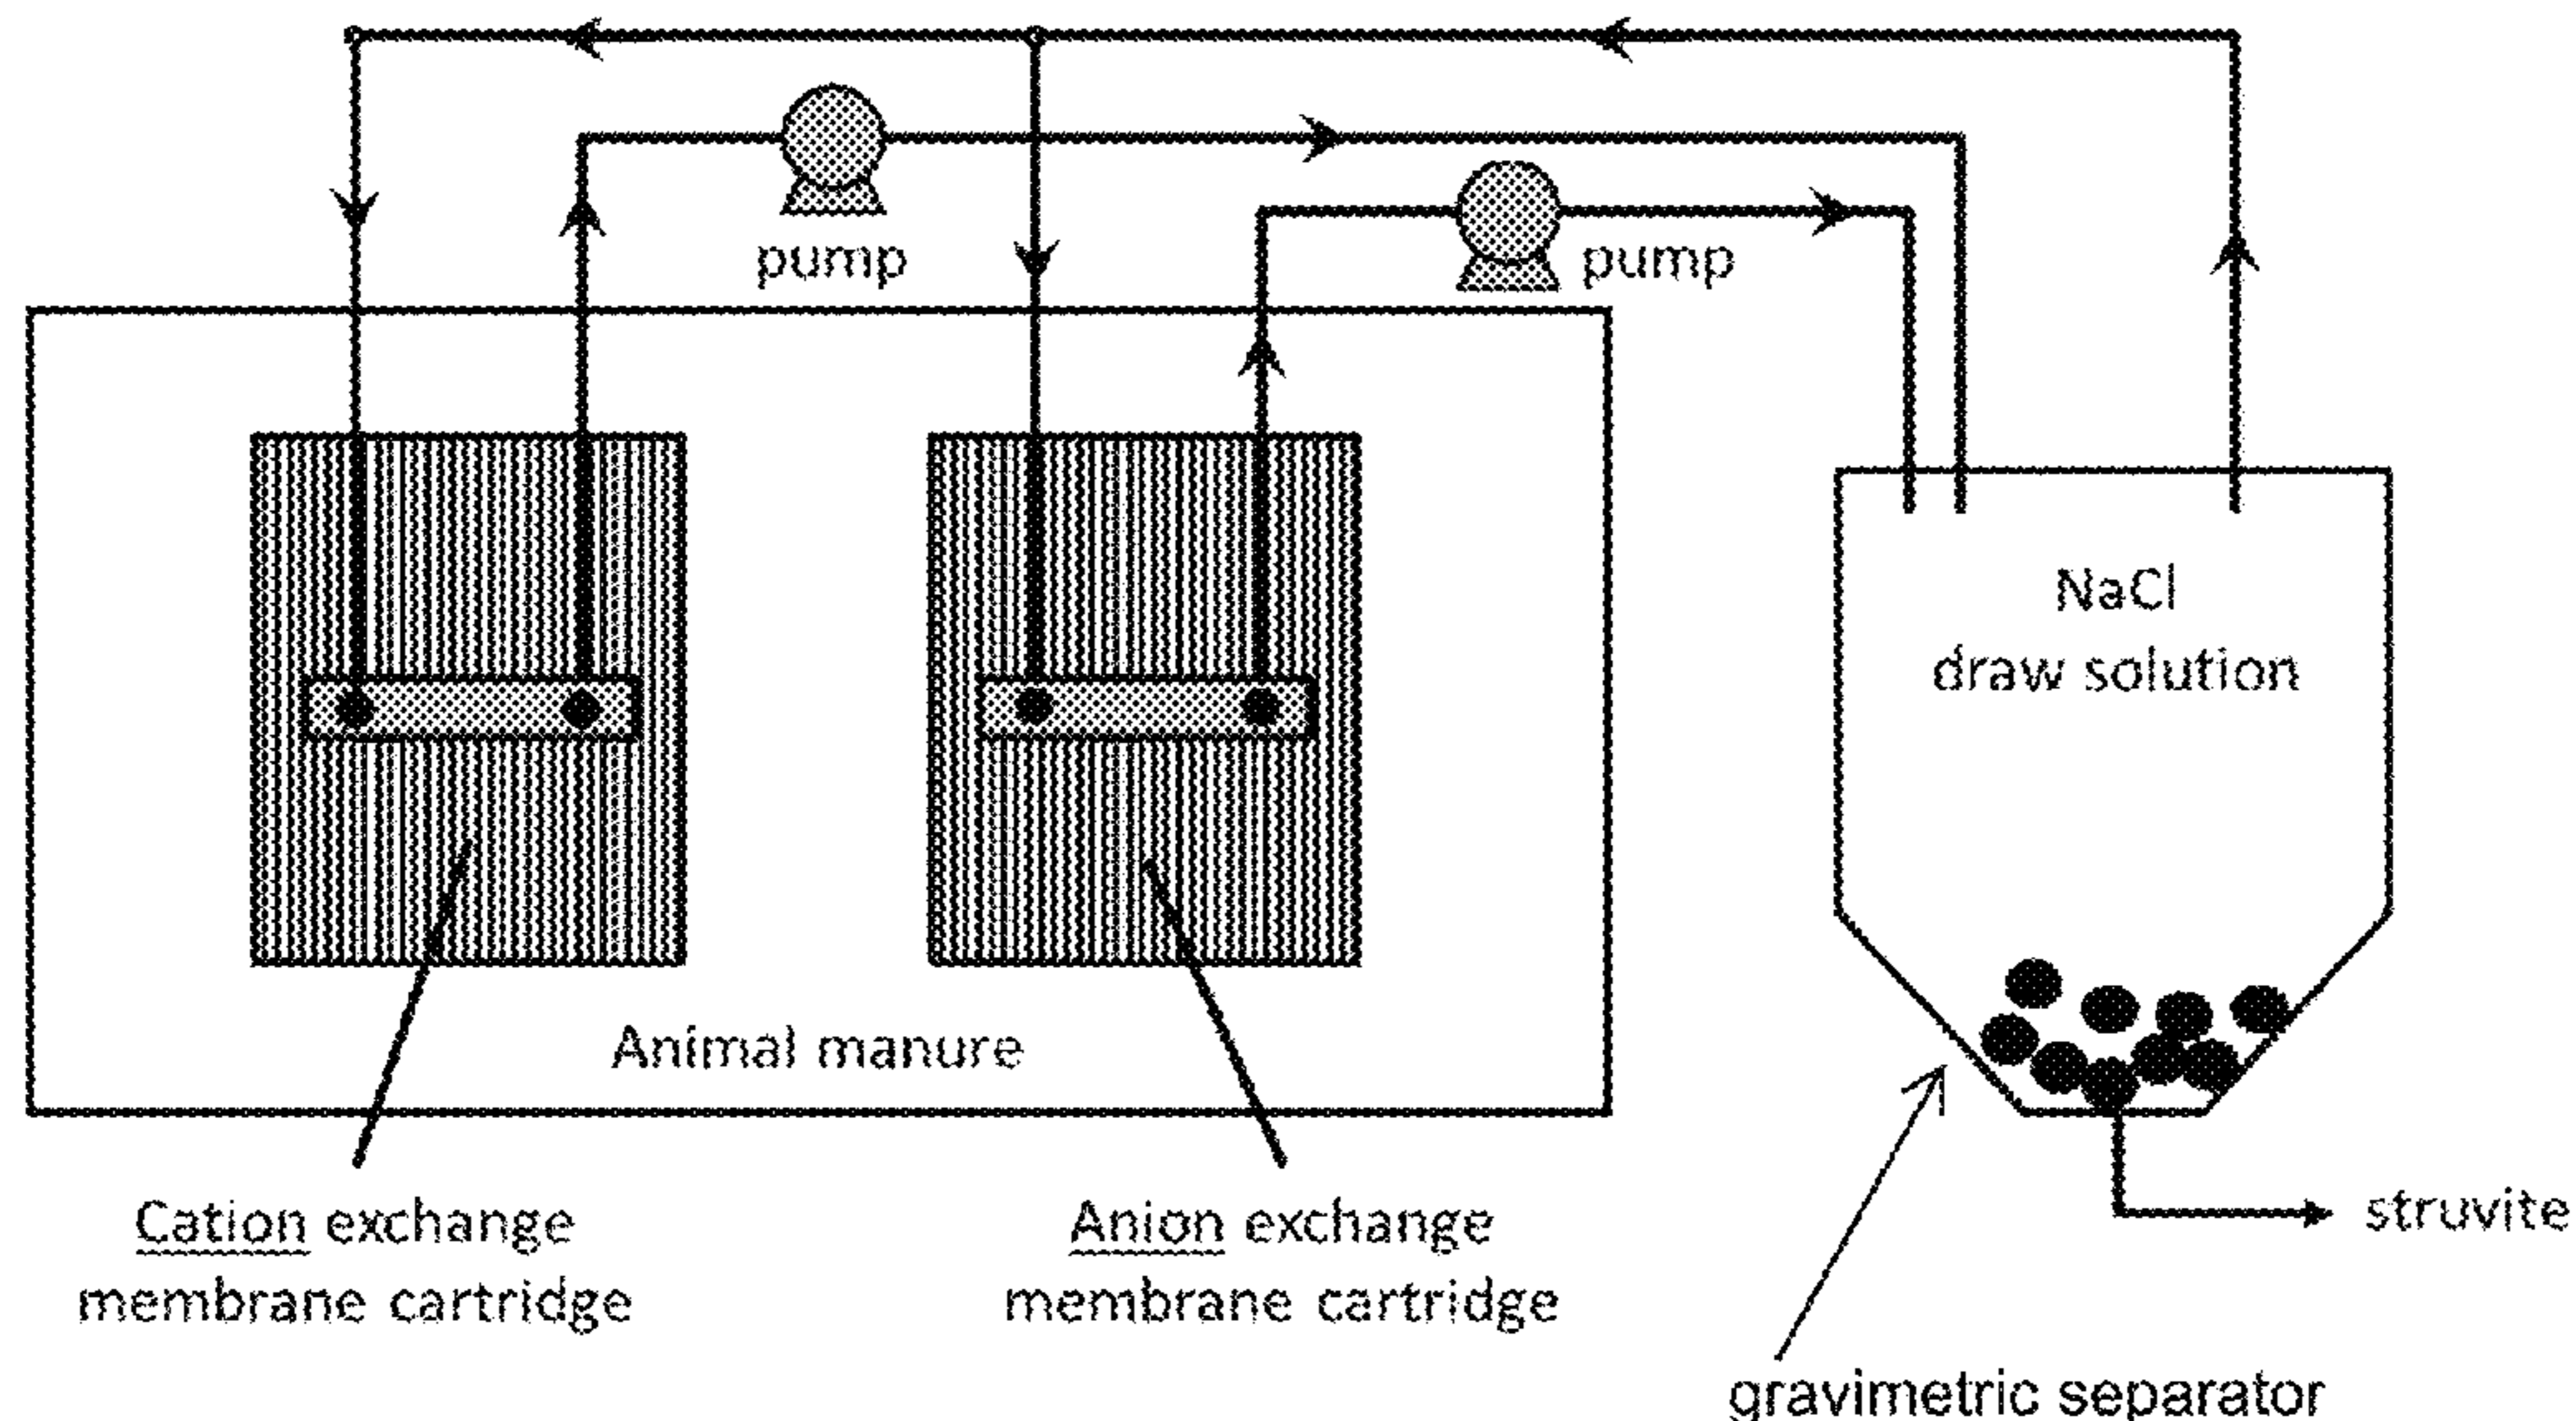 pump
pump
NaCl
draw solution
Animal manure
Cation exchange
membrane cartridge
Anion exchange
membrane cartridge
struvite
gravimetric separator